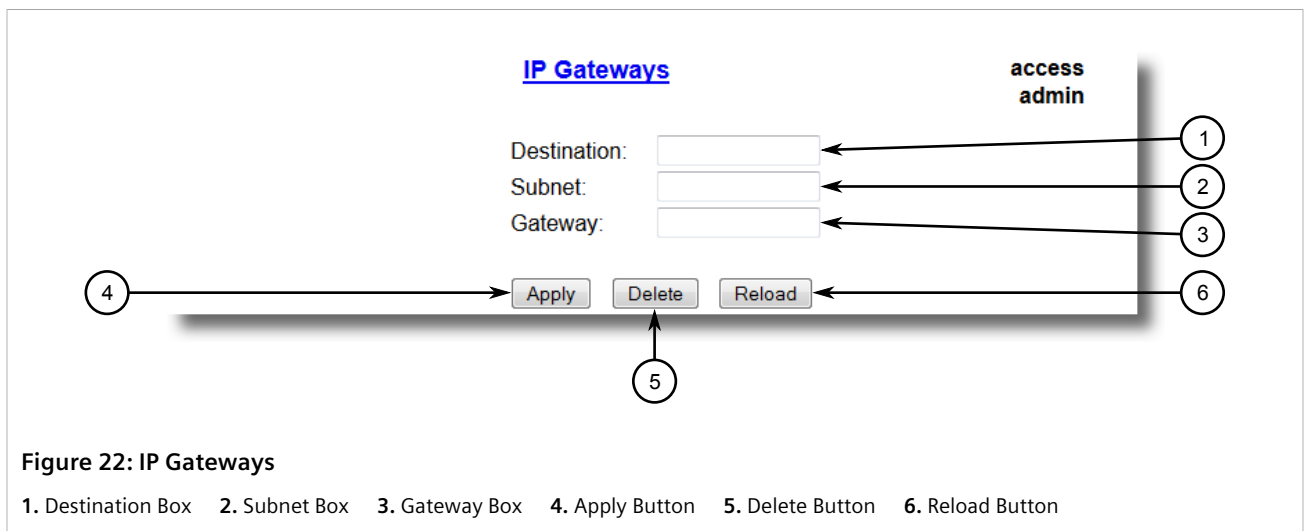 IP Gateways
access
admin
Destination:
1
Subnet:
2
Gateway:
3
4
Apply Delete Reload
6
5
Figure 22: IP Gateways
1. Destination Box 2. Subnet Box 3. Gateway Box 4. Apply Button 5. Delete Button 6. Reload Button